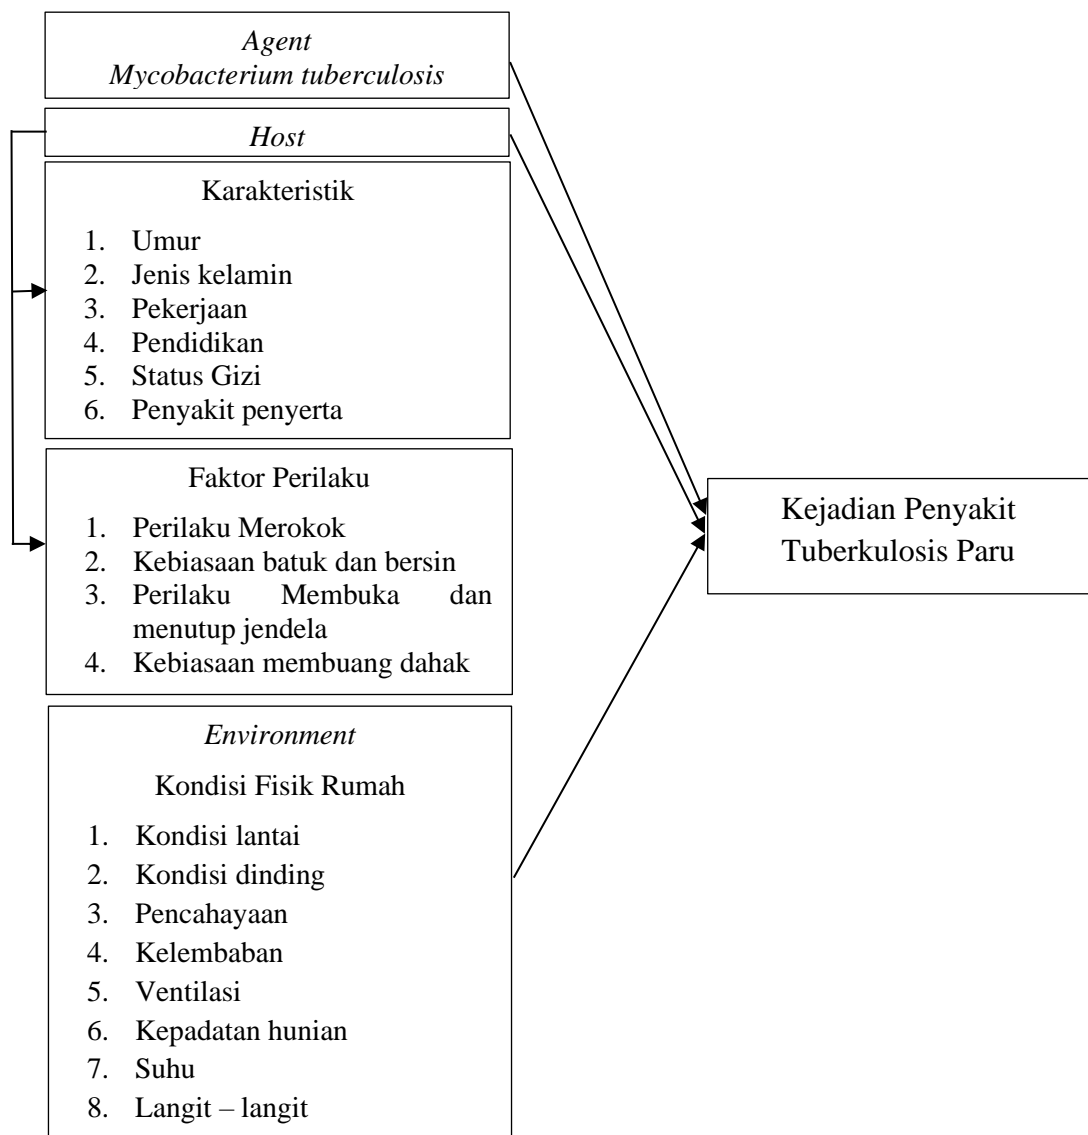 Agent
Mycobacterium tuberculosis
Host
Karakteristik
1. Umur
2. Jenis kelamin
3. Pekerjaan
4. Pendidikan
5. Status Gizi
6. Penyakit penyerta
Faktor Perilaku
1. Perilaku Merokok
2. Kebiasaan batuk dan bersin
3. Perilaku Membuka dan
menutup jendela
4. Kebiasaan membuang dahak
Environment
Kondisi Fisik Rumah
1. Kondisi lantai
2. Kondisi dinding
3. Pencahayaan
4. Kelembaban
5. Ventilasi
6. Kepadatan hunian
7. Suhu
8. Langit – langit
Kejadian Penyakit
Tuberkulosis Paru